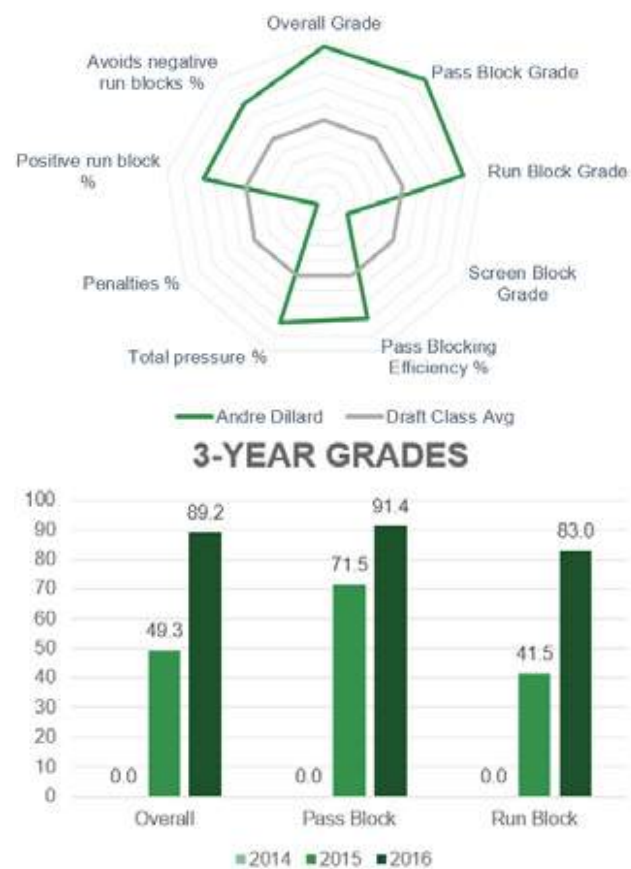 Overall Grade
Avoids negative
run blocks %
Pass Block Grade
Positive run block
%
Run Block Grade
Penalties %
Screen Block
Grade
Total pressure %
Pass Blocking
Efficiency %
Andre Dillard
Draft Class Avg
3-YEAR GRADES
100
90
80
70
60
50
40
30
20
10
0
0.0
49.3
89.2
0.0
71.5
91.4
0.0
41.5
83.0
Overall
Pass Block
Run Block
2014
2015
2016